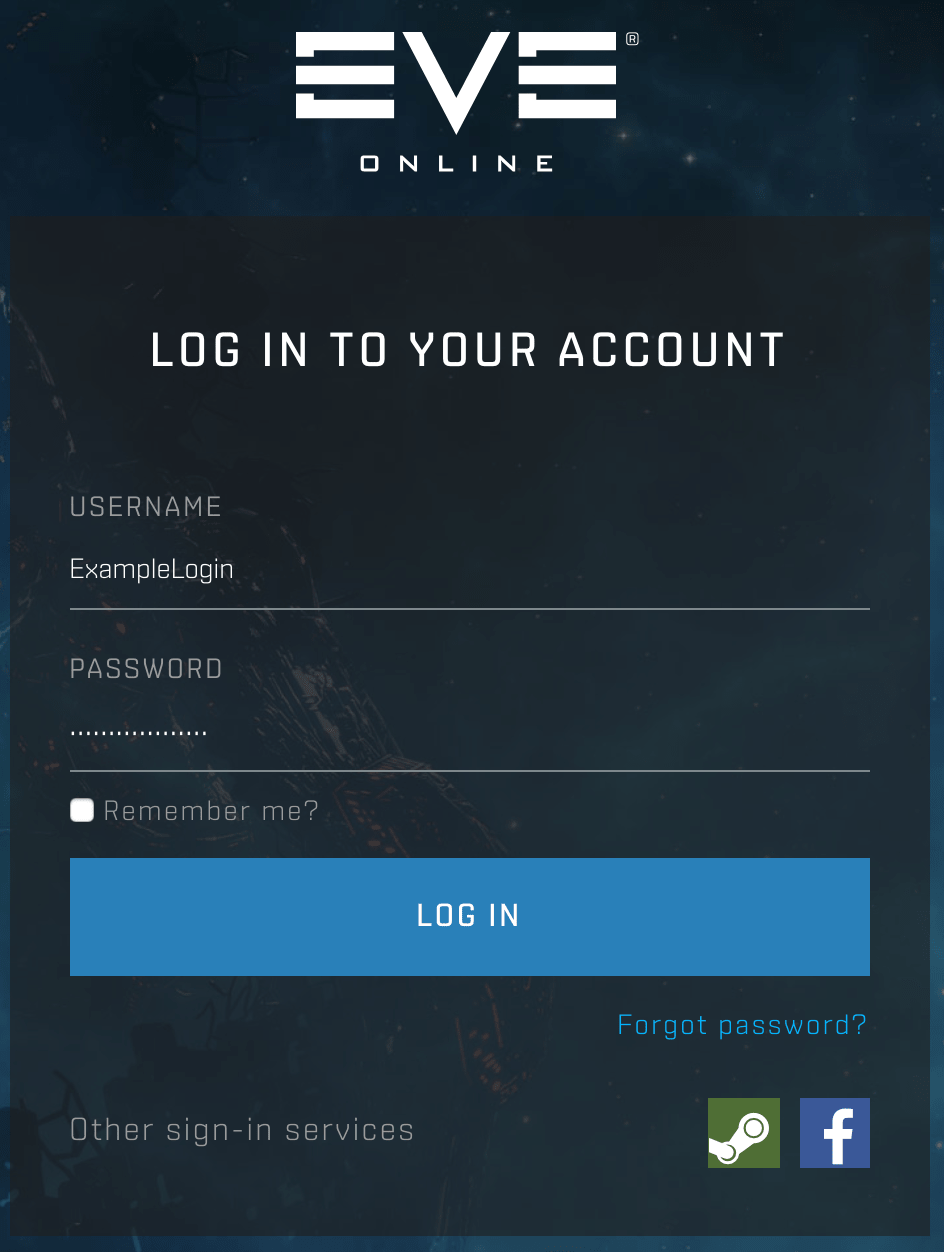 EVE ®
ONLINE
LOG IN TO YOUR ACCOUNT
USERNAME
ExampleLogin
PASSWORD
••••••••••••••••••
Remember me?
LOG IN
Forgot password?
Other sign-in services